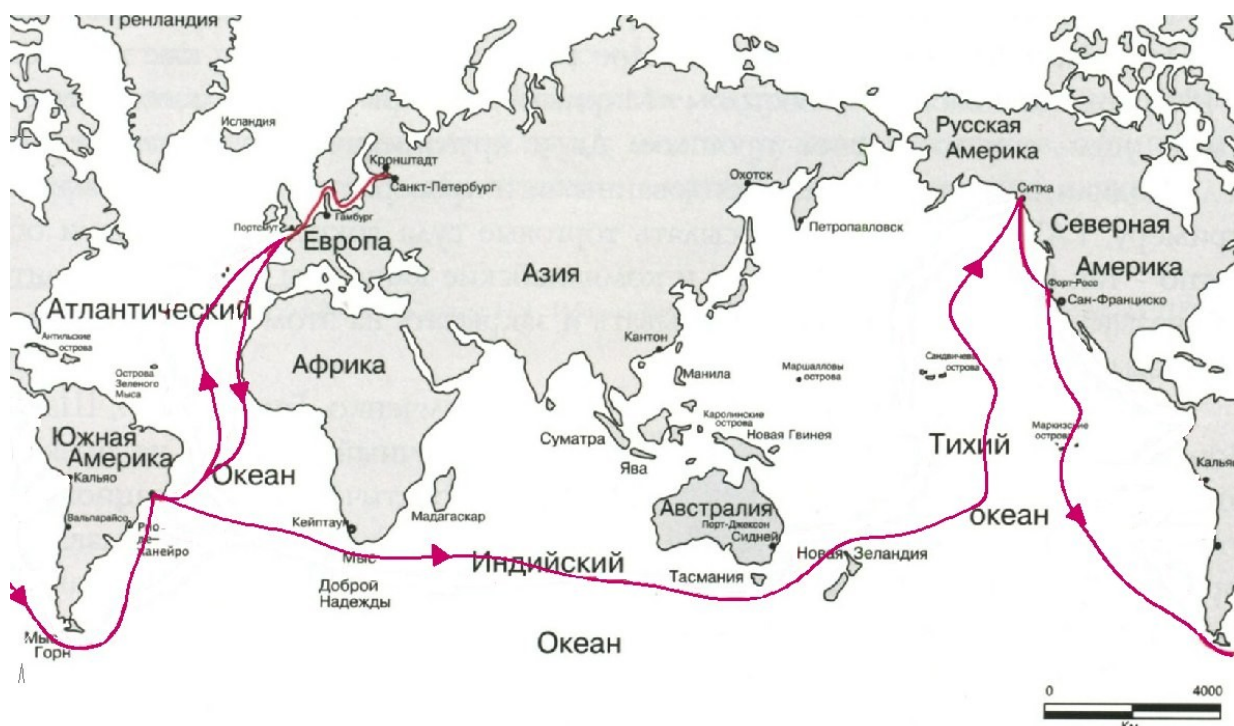 Гренландия
Исландия
Русская
Америка
Кронштадт
Санкт-Петербург
Охотск
Ситка
Гамбург
Портсмут
Петропавловск
Северная
Америка
Европа
Азия
Форт-Росс
Сан-Франциско
Атлантический
Антильские
острова
Кантон
Африка
Острова
Зеленого
Мыса
Манила
Маршалловы
острова
Сандвичевы
острова
Каролинские
острова
Маркизские
острова
Южная
Америка
Суматра
Новая Гвинея
Тихий
Ява
Кальяо
Океан
Кальяо
Мадагаскар
Австралия
Порт-Джексон
Сидней
океан
Вальпарайсо
Рио-
де-
Жанейро
Кейптаун
Мыс
Доброй
Надежды
Индийский
Тасмания
Новая Зеландия
Мыс
Горн
Океан
0 4000
Км